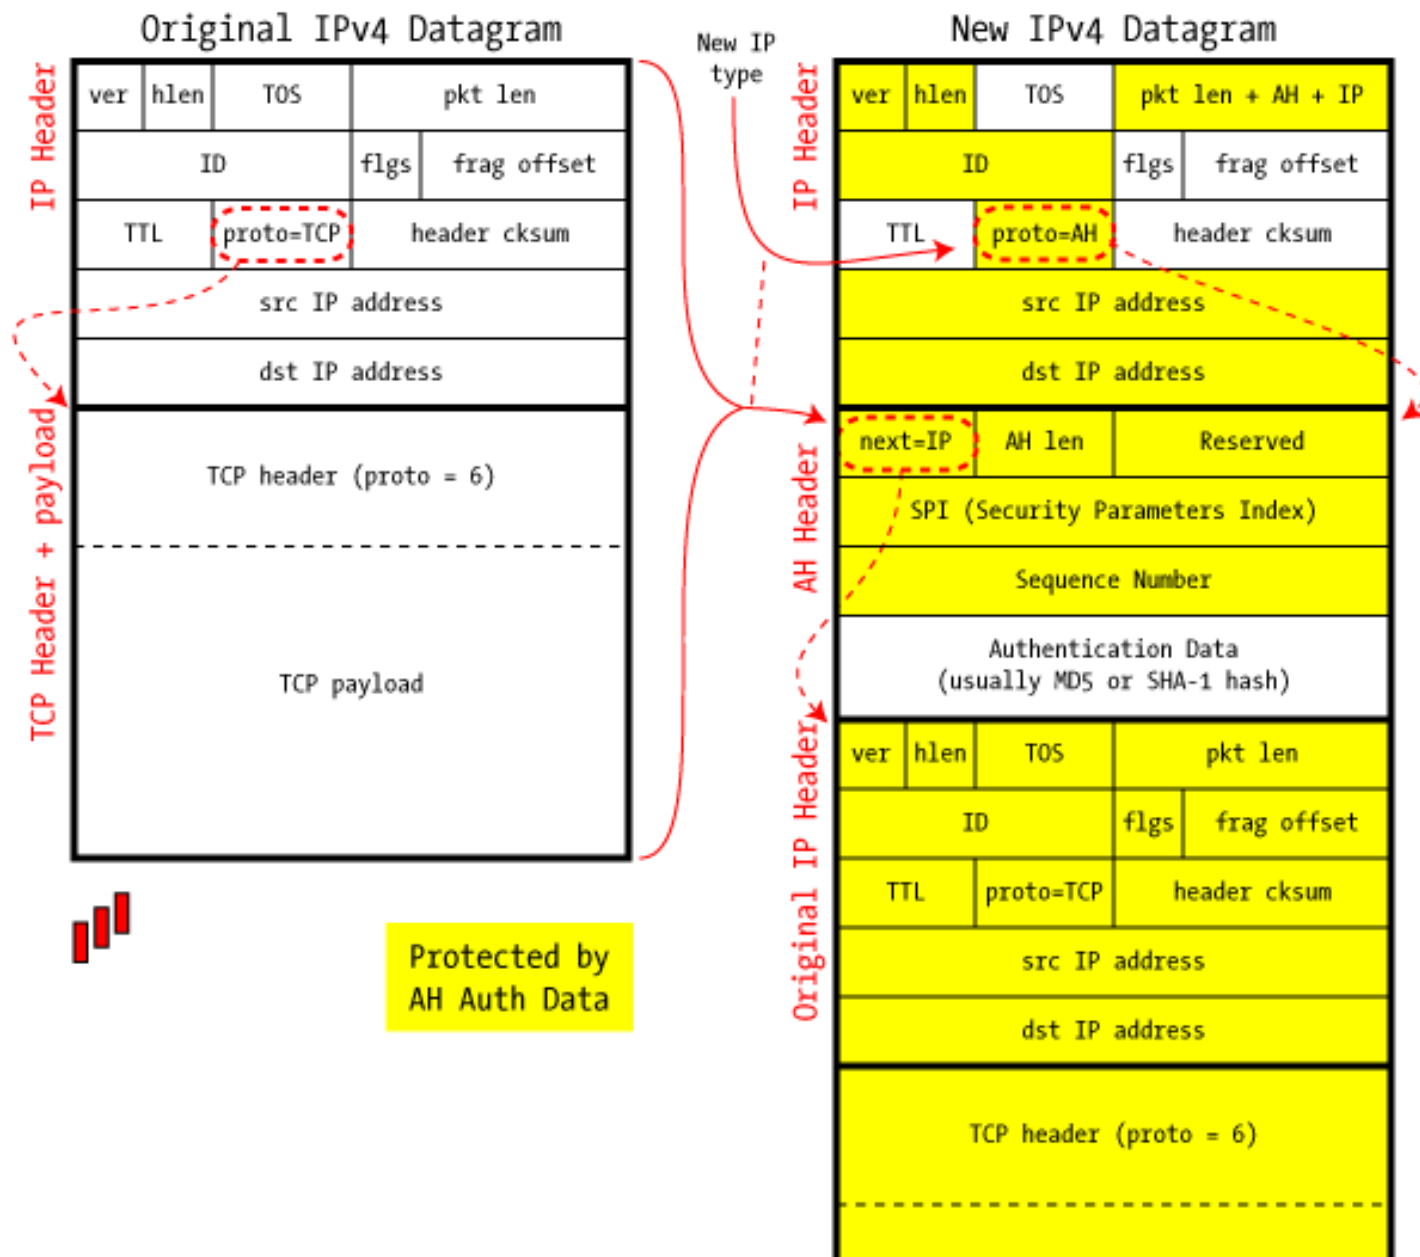 Original IPv4 Datagram
IP Header
ver hlen TOS pkt len
ID flgs frag offset
TTL proto=TCP header cksum
src IP address
dst IP address
TCP Header + payload
TCP header (proto = 6)
TCP payload
Protected by
AH Auth Data
New IP
type
New IPv4 Datagram
IP Header
ver hlen TOS pkt len + AH + IP
ID flgs frag offset
TTL proto=AH header cksum
src IP address
dst IP address
AH Header
next=IP AH len Reserved
SPI (Security Parameters Index)
Sequence Number
Authentication Data
(usually MD5 or SHA-1 hash)
Original IP Header
ver hlen TOS pkt len
ID flgs frag offset
TTL proto=TCP header cksum
src IP address
dst IP address
TCP header (proto = 6)